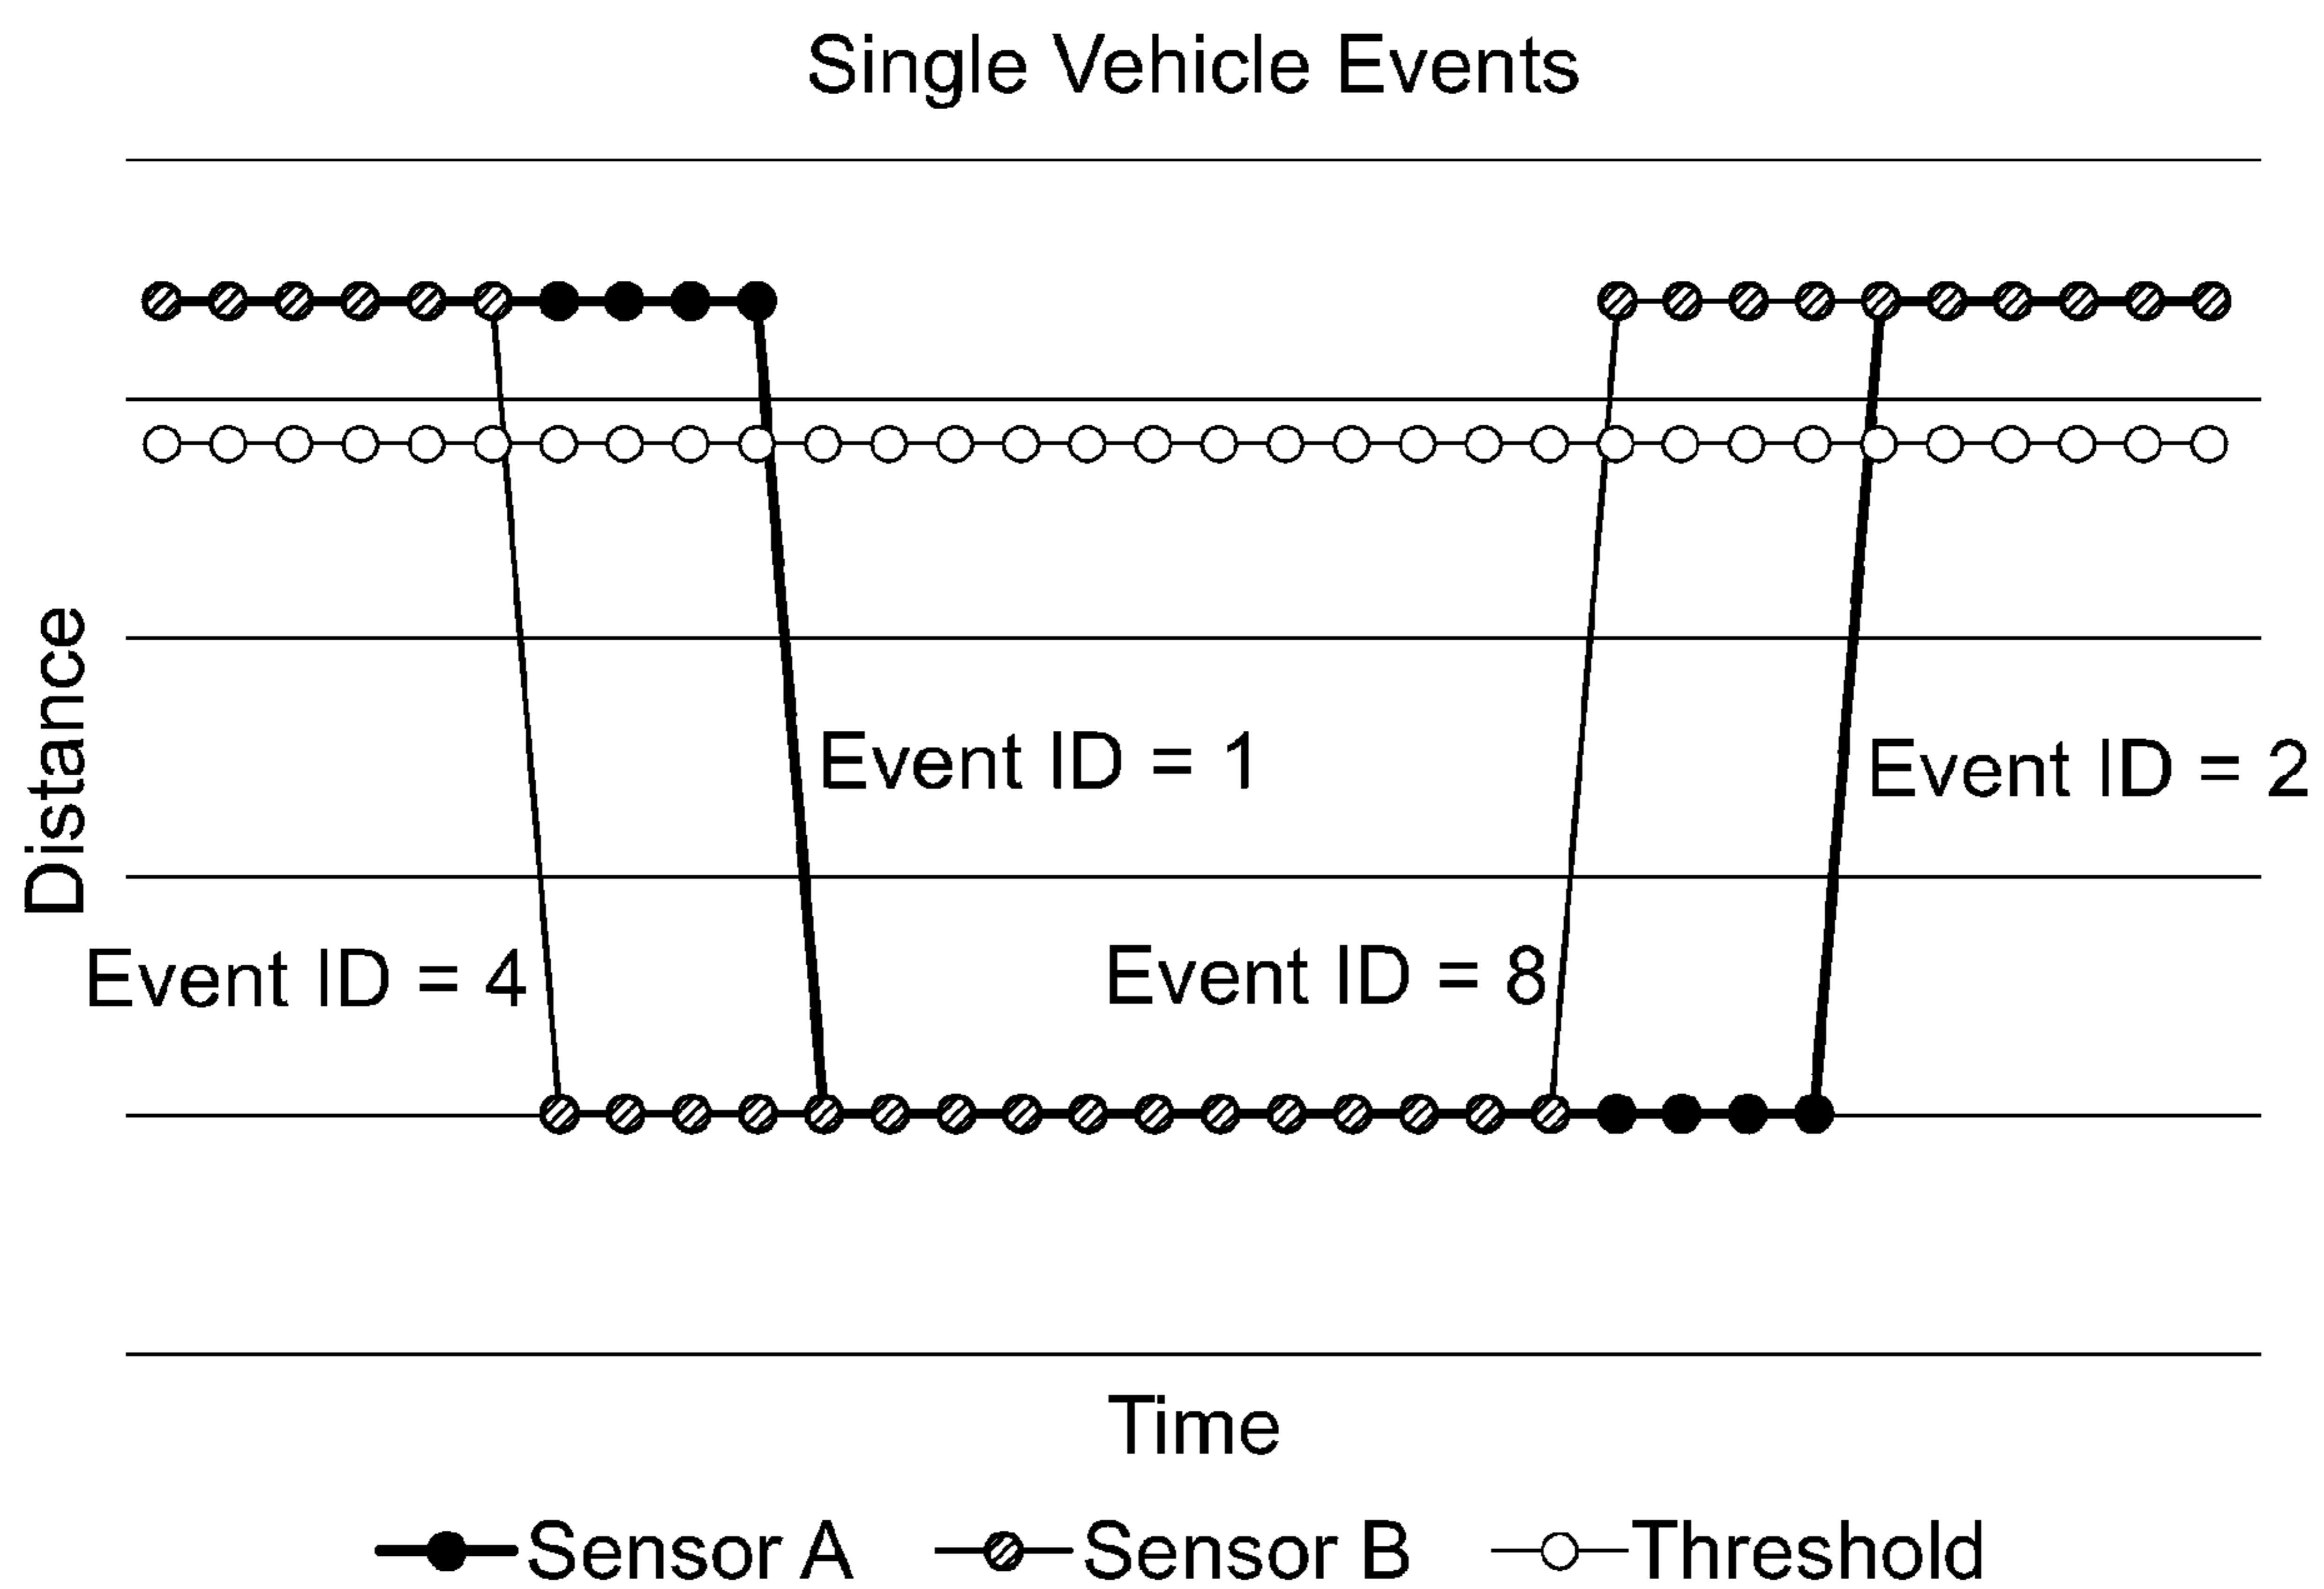 Single Vehicle Events
Distance
Event ID = 1
Event ID = 2
Event ID = 4
Event ID = 8
Time
Sensor A
Sensor B
Threshold